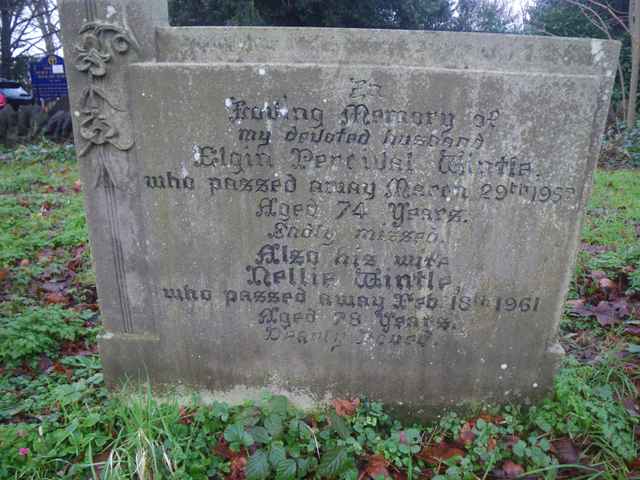 In
Loving Memory of
my devoted husband
Elgin Percival Wintle,
who passed away March 29th
Aged 74 Years.
Sadly missed.
Also his wife
Nellie Wintle,
who passed away Feb. 18th 1961
Aged 78 Years.
Dearly loved.